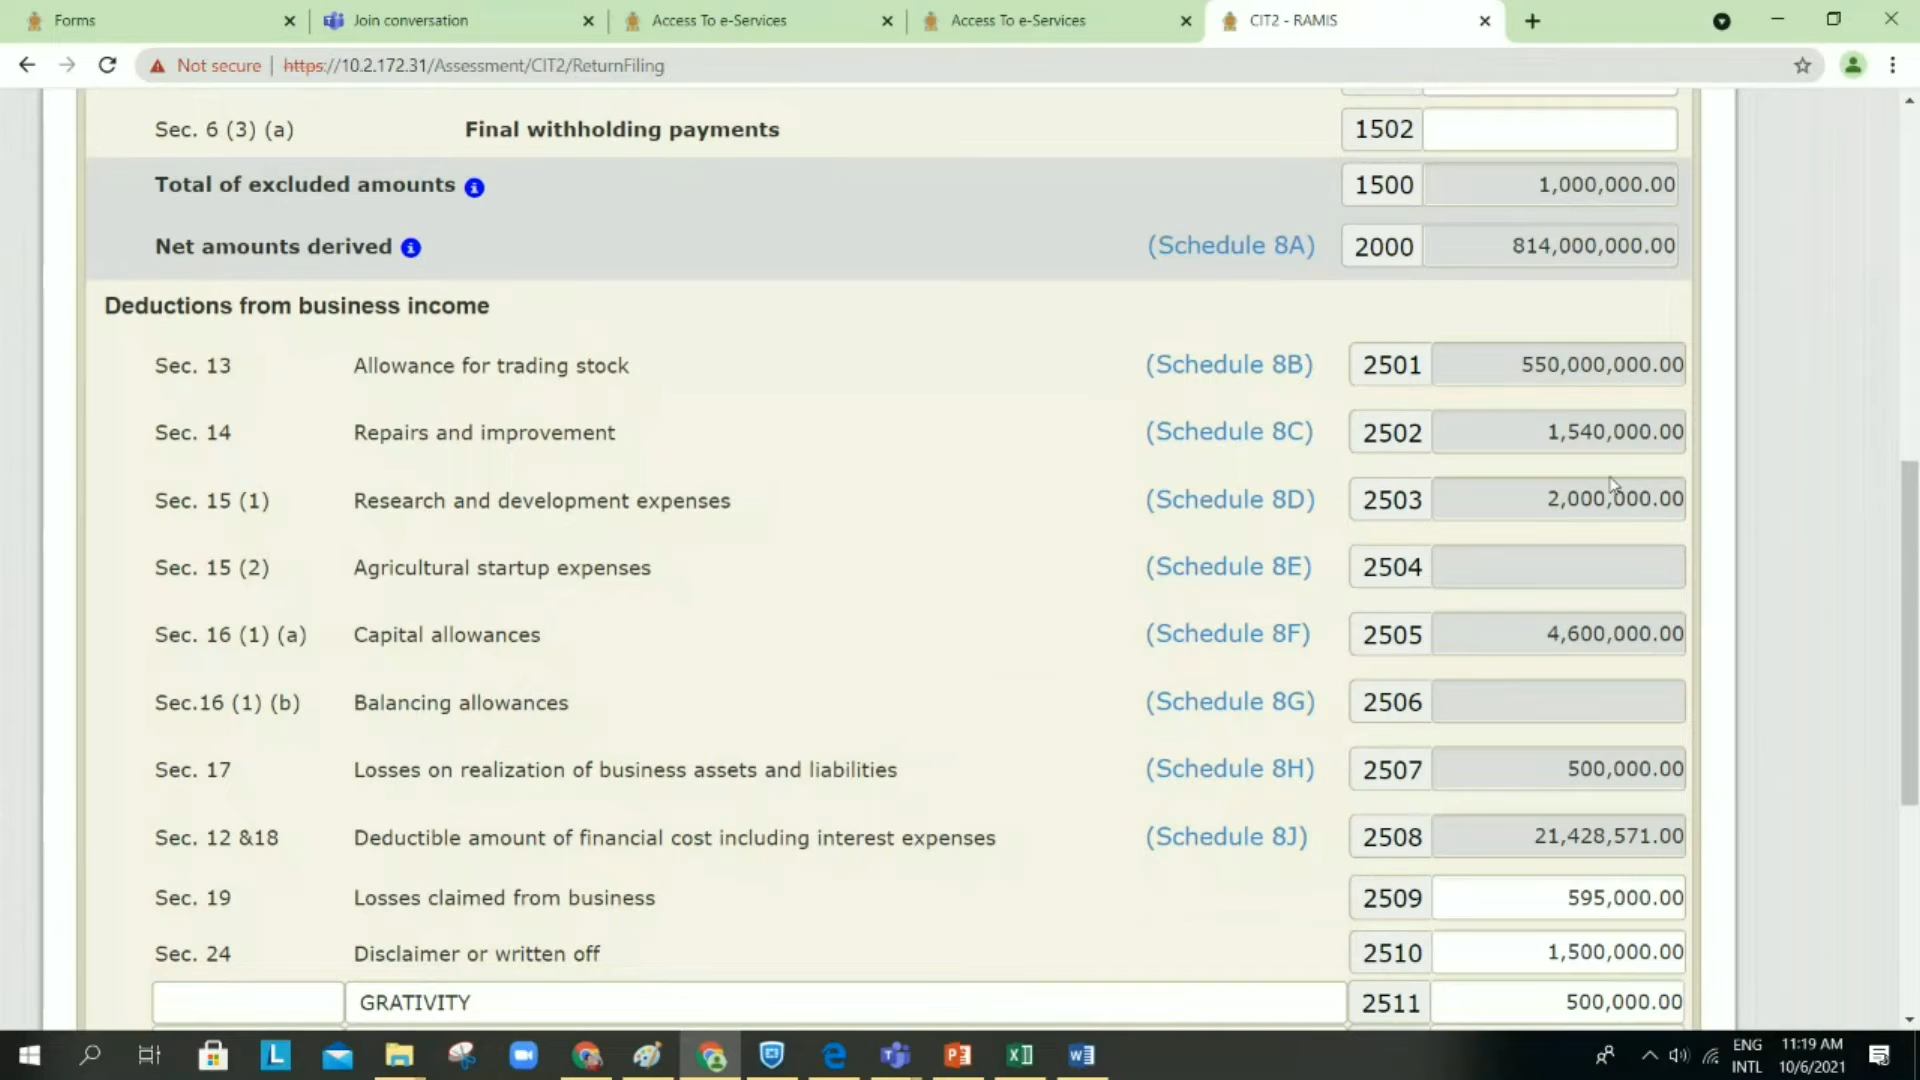 Forms
Join conversation
Access To e-Services
Access To e-Services
CIT2 - RAMIS
Not secure | https://10.2.172.31/Assessment/CIT2/ReturnFiling
Sec. 6 (3) (a) Final withholding payments 1502
Total of excluded amounts 1500 1,000,000.00
Net amounts derived (Schedule 8A) 2000 814,000,000.00
Deductions from business income
Sec. 13 Allowance for trading stock (Schedule 8B) 2501 550,000,000.00
Sec. 14 Repairs and improvement (Schedule 8C) 2502 1,540,000.00
Sec. 15 (1) Research and development expenses (Schedule 8D) 2503 2,000,000.00
Sec. 15 (2) Agricultural startup expenses (Schedule 8E) 2504
Sec. 16 (1) (a) Capital allowances (Schedule 8F) 2505 4,600,000.00
Sec.16 (1) (b) Balancing allowances (Schedule 8G) 2506
Sec. 17 Losses on realization of business assets and liabilities (Schedule 8H) 2507 500,000.00
Sec. 12 &18 Deductible amount of financial cost including interest expenses (Schedule 8J) 2508 21,428,571.00
Sec. 19 Losses claimed from business 2509 595,000.00
Sec. 24 Disclaimer or written off 2510 1,500,000.00
GRATIVITY 2511 500,000.00
ENG 11:19 AM
INTL 10/6/2021